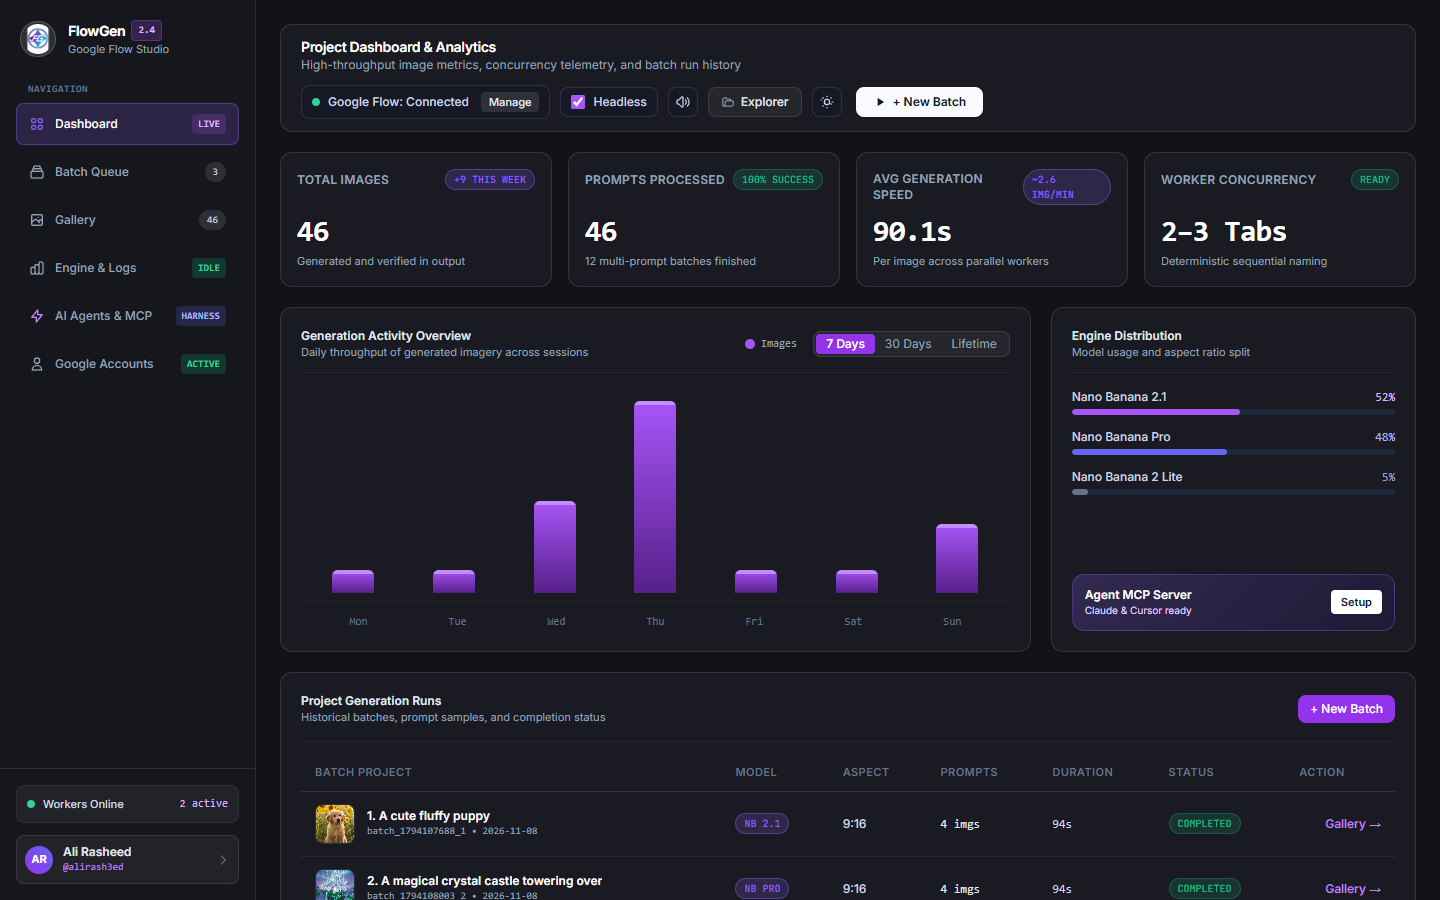 FlowGen 2.4
Google Flow Studio
NAVIGATION
Dashboard LIVE
Batch Queue 3
Gallery 46
Engine & Logs IDLE
AI Agents & MCP HARNESS
Google Accounts ACTIVE
Workers Online 2 active
AR Ali Rasheed
@alirash3ed
Project Dashboard & Analytics
High-throughput image metrics, concurrency telemetry, and batch run history
Google Flow: Connected Manage Headless Explorer + New Batch
TOTAL IMAGES +9 THIS WEEK
46
Generated and verified in output
PROMPTS PROCESSED 100% SUCCESS
46
12 multi-prompt batches finished
AVG GENERATION SPEED ~2.6 IMG/MIN
90.1s
Per image across parallel workers
WORKER CONCURRENCY READY
2–3 Tabs
Deterministic sequential naming
Generation Activity Overview
Daily throughput of generated imagery across sessions
Images 7 Days 30 Days Lifetime
Mon Tue Wed Thu Fri Sat Sun
Engine Distribution
Model usage and aspect ratio split
Nano Banana 2.1 52%
Nano Banana Pro 48%
Nano Banana 2 Lite 5%
Agent MCP Server
Claude & Cursor ready
Setup
Project Generation Runs
Historical batches, prompt samples, and completion status
+ New Batch
BATCH PROJECT MODEL ASPECT PROMPTS DURATION STATUS ACTION
1. A cute fluffy puppy
batch_1794107688_1 • 2026-11-08
NB 2.1 9:16 4 imgs 94s COMPLETED Gallery →
2. A magical crystal castle towering over
batch_1794108003_2 • 2026-11-08
NB PRO 9:16 4 imgs 94s COMPLETED Gallery →